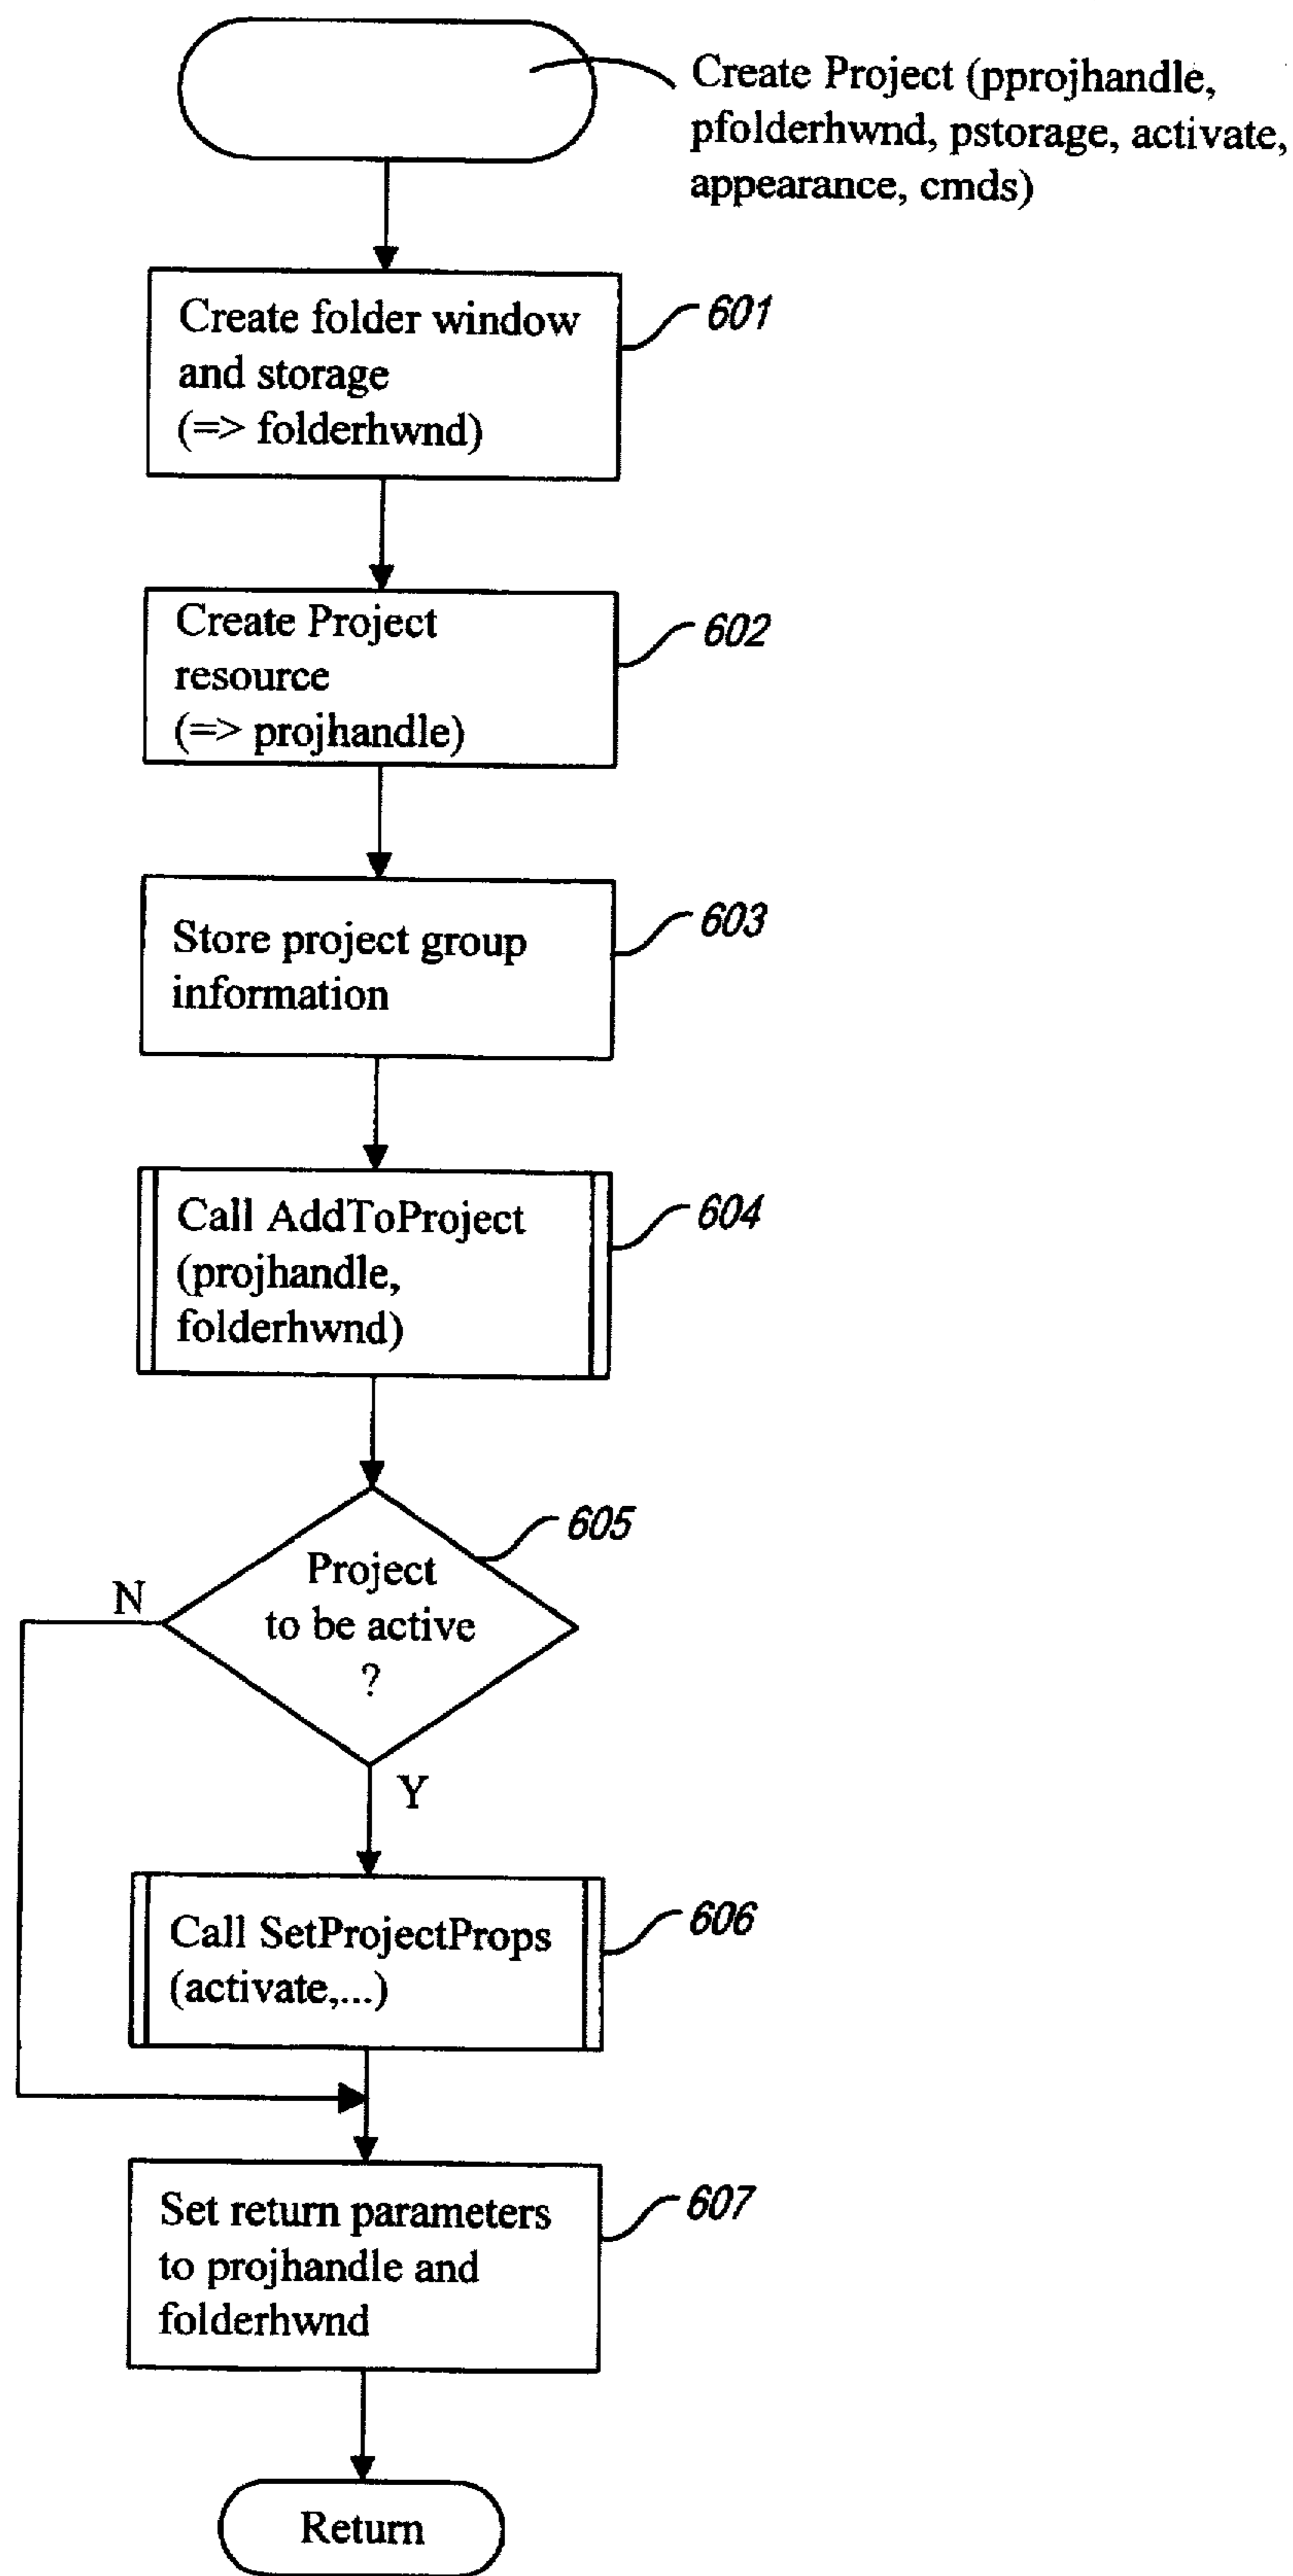 Create Project (pprojhandle,
pfolderhwnd, pstorage, activate,
appearance, cmds)
Create folder window
and storage
(=> folderhwnd)
601
Create Project
resource
(=> projhandle)
602
Store project group
information
603
Call AddToProject
(projhandle,
folderhwnd)
604
Project
to be active
?
605
N
Y
Call SetProjectProps
(activate,...)
606
Set return parameters
to projhandle and
folderhwnd
607
Return